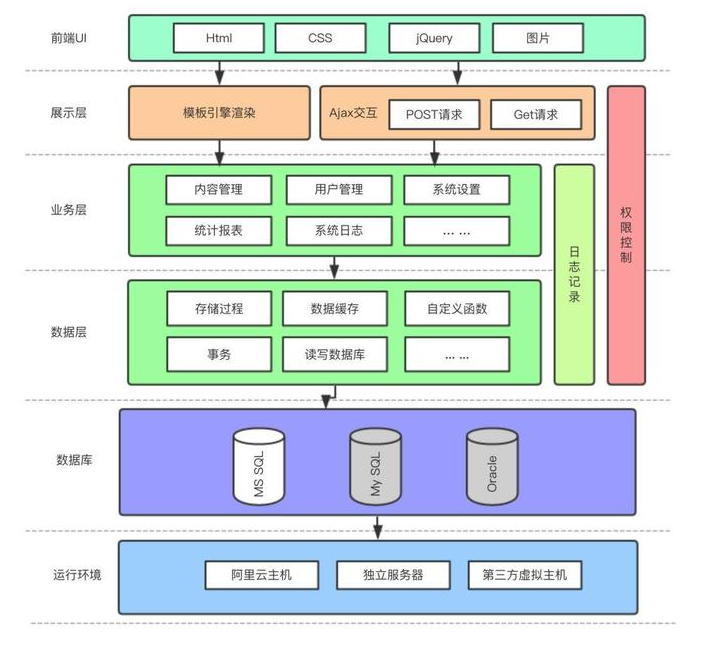 前端UI
Html
CSS
jQuery
图片
展示层
模板引擎渲染
Ajax交互
POST请求
Get请求
权限控制
业务层
内容管理
用户管理
系统设置
统计报表
系统日志
... ...
日志记录
数据层
存储过程
数据缓存
自定义函数
事务
读写数据库
... ...
数据库
MS SQL
My SQL
Oracle
运行环境
阿里云主机
独立服务器
第三方虚拟主机